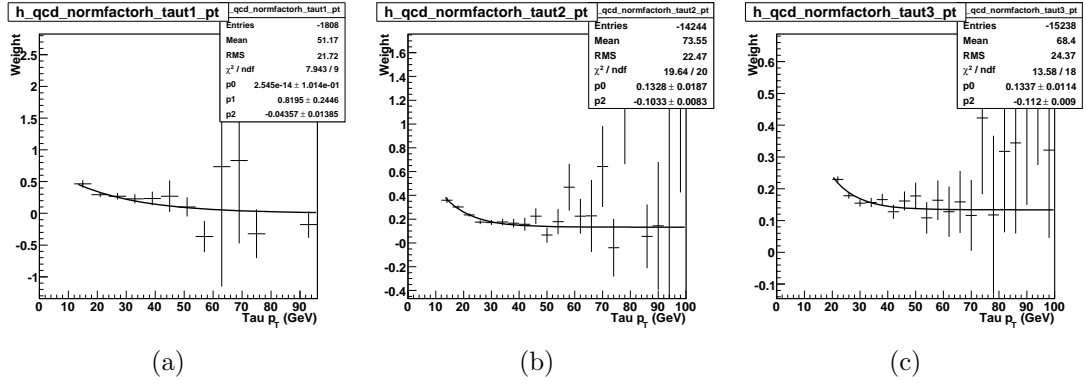 h_qcd_normfactorh_taut1_pt
_qcd_normfactorh_taut1_pt
Entries -1808
Mean 51.17
RMS 21.72
χ² / ndf 7.943 / 9
p0 2.545e-14 ± 1.014e-01
p1 0.8195 ± 0.2446
p2 -0.04357 ± 0.01385
Weight
2.5
2
1.5
1
0.5
0
-0.5
-1
0 10 20 30 40 50 60 70 80 90
Tau pT (GeV)
(a)
h_qcd_normfactorh_taut2_pt
_qcd_normfactorh_taut2_pt
Entries -14244
Mean 73.55
RMS 22.47
χ² / ndf 19.64 / 20
p0 0.1328 ± 0.0187
p2 -0.1033 ± 0.0083
Weight
1.6
1.4
1.2
1
0.8
0.6
0.4
0.2
-0
-0.2
-0.4
0 10 20 30 40 50 60 70 80 90 100
Tau pT (GeV)
(b)
h_qcd_normfactorh_taut3_pt
_qcd_normfactorh_taut3_pt
Entries -15238
Mean 68.4
RMS 24.37
χ² / ndf 13.58 / 18
p0 0.1337 ± 0.0114
p2 -0.112 ± 0.009
Weight
0.6
0.5
0.4
0.3
0.2
0.1
0
-0.1
0 10 20 30 40 50 60 70 80 90 100
Tau pT (GeV)
(c)